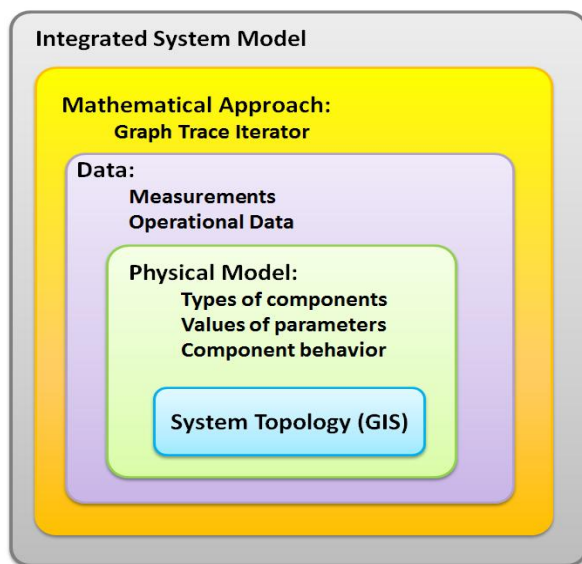 Integrated System Model
Mathematical Approach:
Graph Trace Iterator
Data:
Measurements
Operational Data
Physical Model:
Types of components
Values of parameters
Component behavior
System Topology (GIS)